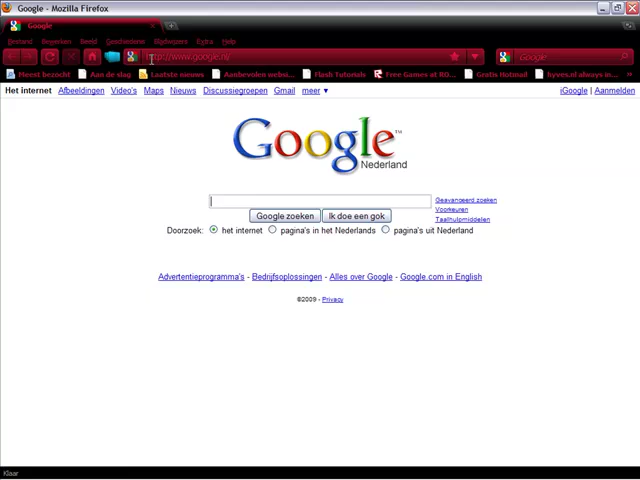 Google - Mozilla Firefox
Google
Bestand Bewerken Beeld Geschiedenis Bladwijzers Extra Help
http://www.google.nl/ Google
Meest bezocht Aan de slag Laatste nieuws Aanbevolen websi... Flash Tutorials Free Games at RO... Gratis Hotmail hyves.nl always in... »
Het internet Afbeeldingen Video's Maps Nieuws Discussiegroepen Gmail meer ▼ iGoogle | Aanmelden
Google™
Nederland
Geavanceerd zoeken
Voorkeuren
Taalhulpmiddelen
Google zoeken Ik doe een gok
Doorzoek: het internet pagina's in het Nederlands pagina's uit Nederland
Advertentieprogramma's - Bedrijfsoplossingen - Alles over Google - Google.com in English
©2009 - Privacy
Klaar